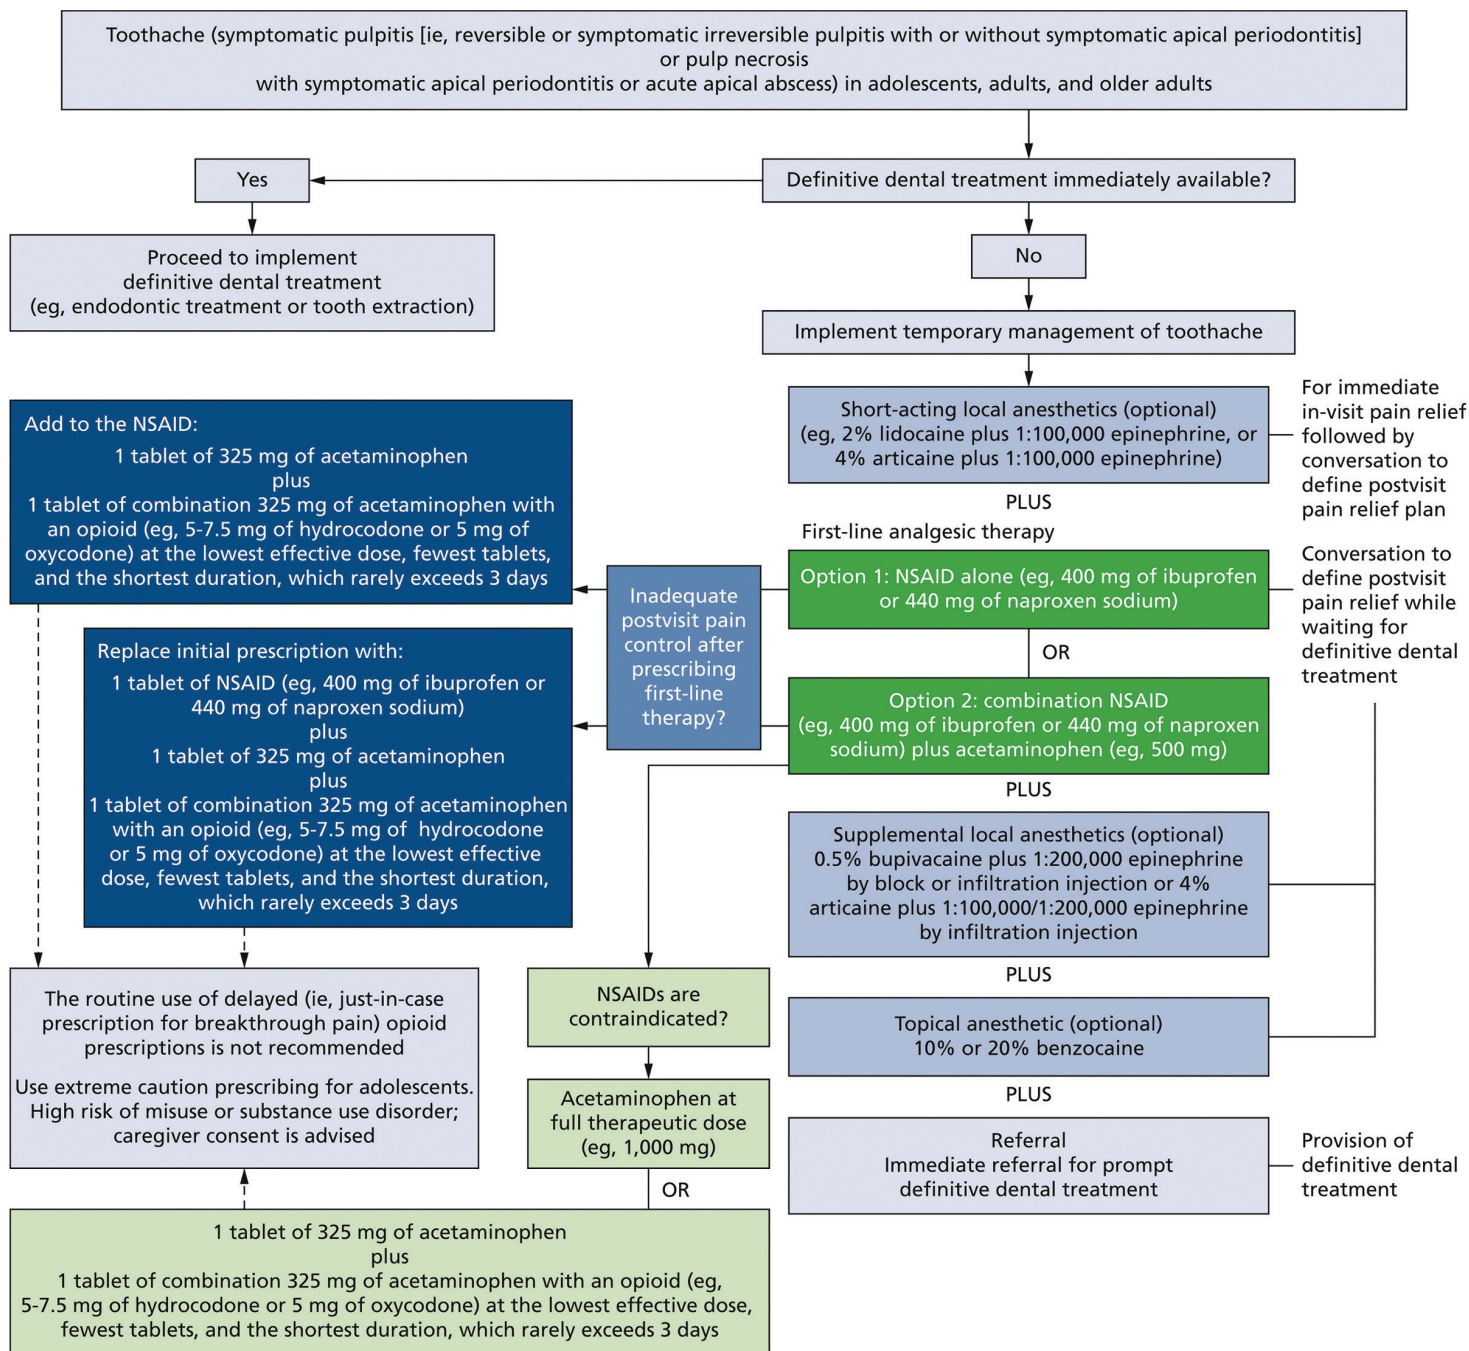 Toothache (symptomatic pulpitis [ie, reversible or symptomatic irreversible pulpitis with or without symptomatic apical periodontitis]
or pulp necrosis
with symptomatic apical periodontitis or acute apical abscess) in adolescents, adults, and older adults
Yes
Definitive dental treatment immediately available?
Proceed to implement
definitive dental treatment
(eg, endodontic treatment or tooth extraction)
No
Implement temporary management of toothache
Short-acting local anesthetics (optional)
(eg, 2% lidocaine plus 1:100,000 epinephrine, or
4% articaine plus 1:100,000 epinephrine)
For immediate
in-visit pain relief
followed by
conversation to
define postvisit
pain relief plan
PLUS
First-line analgesic therapy
Option 1: NSAID alone (eg, 400 mg of ibuprofen
or 440 mg of naproxen sodium)
OR
Option 2: combination NSAID
(eg, 400 mg of ibuprofen or 440 mg of naproxen
sodium) plus acetaminophen (eg, 500 mg)
Conversation to
define postvisit
pain relief while
waiting for
definitive dental
treatment
Inadequate
postvisit pain
control after
prescribing
first-line
therapy?
Add to the NSAID:
1 tablet of 325 mg of acetaminophen
plus
1 tablet of combination 325 mg of acetaminophen with
an opioid (eg, 5-7.5 mg of hydrocodone or 5 mg of
oxycodone) at the lowest effective dose, fewest tablets,
and the shortest duration, which rarely exceeds 3 days
Replace initial prescription with:
1 tablet of NSAID (eg, 400 mg of ibuprofen or
440 mg of naproxen sodium)
plus
1 tablet of 325 mg of acetaminophen
plus
1 tablet of combination 325 mg of acetaminophen
with an opioid (eg, 5-7.5 mg of hydrocodone
or 5 mg of oxycodone) at the lowest effective
dose, fewest tablets, and the shortest duration,
which rarely exceeds 3 days
PLUS
Supplemental local anesthetics (optional)
0.5% bupivacaine plus 1:200,000 epinephrine
by block or infiltration injection or 4%
articaine plus 1:100,000/1:200,000 epinephrine
by infiltration injection
PLUS
Topical anesthetic (optional)
10% or 20% benzocaine
PLUS
Referral
Immediate referral for prompt
definitive dental treatment
Provision of
definitive dental
treatment
The routine use of delayed (ie, just-in-case
prescription for breakthrough pain) opioid
prescriptions is not recommended
Use extreme caution prescribing for adolescents.
High risk of misuse or substance use disorder;
caregiver consent is advised
NSAIDs are
contraindicated?
Acetaminophen at
full therapeutic dose
(eg, 1,000 mg)
OR
1 tablet of 325 mg of acetaminophen
plus
1 tablet of combination 325 mg of acetaminophen with an opioid (eg,
5-7.5 mg of hydrocodone or 5 mg of oxycodone) at the lowest effective dose,
fewest tablets, and the shortest duration, which rarely exceeds 3 days